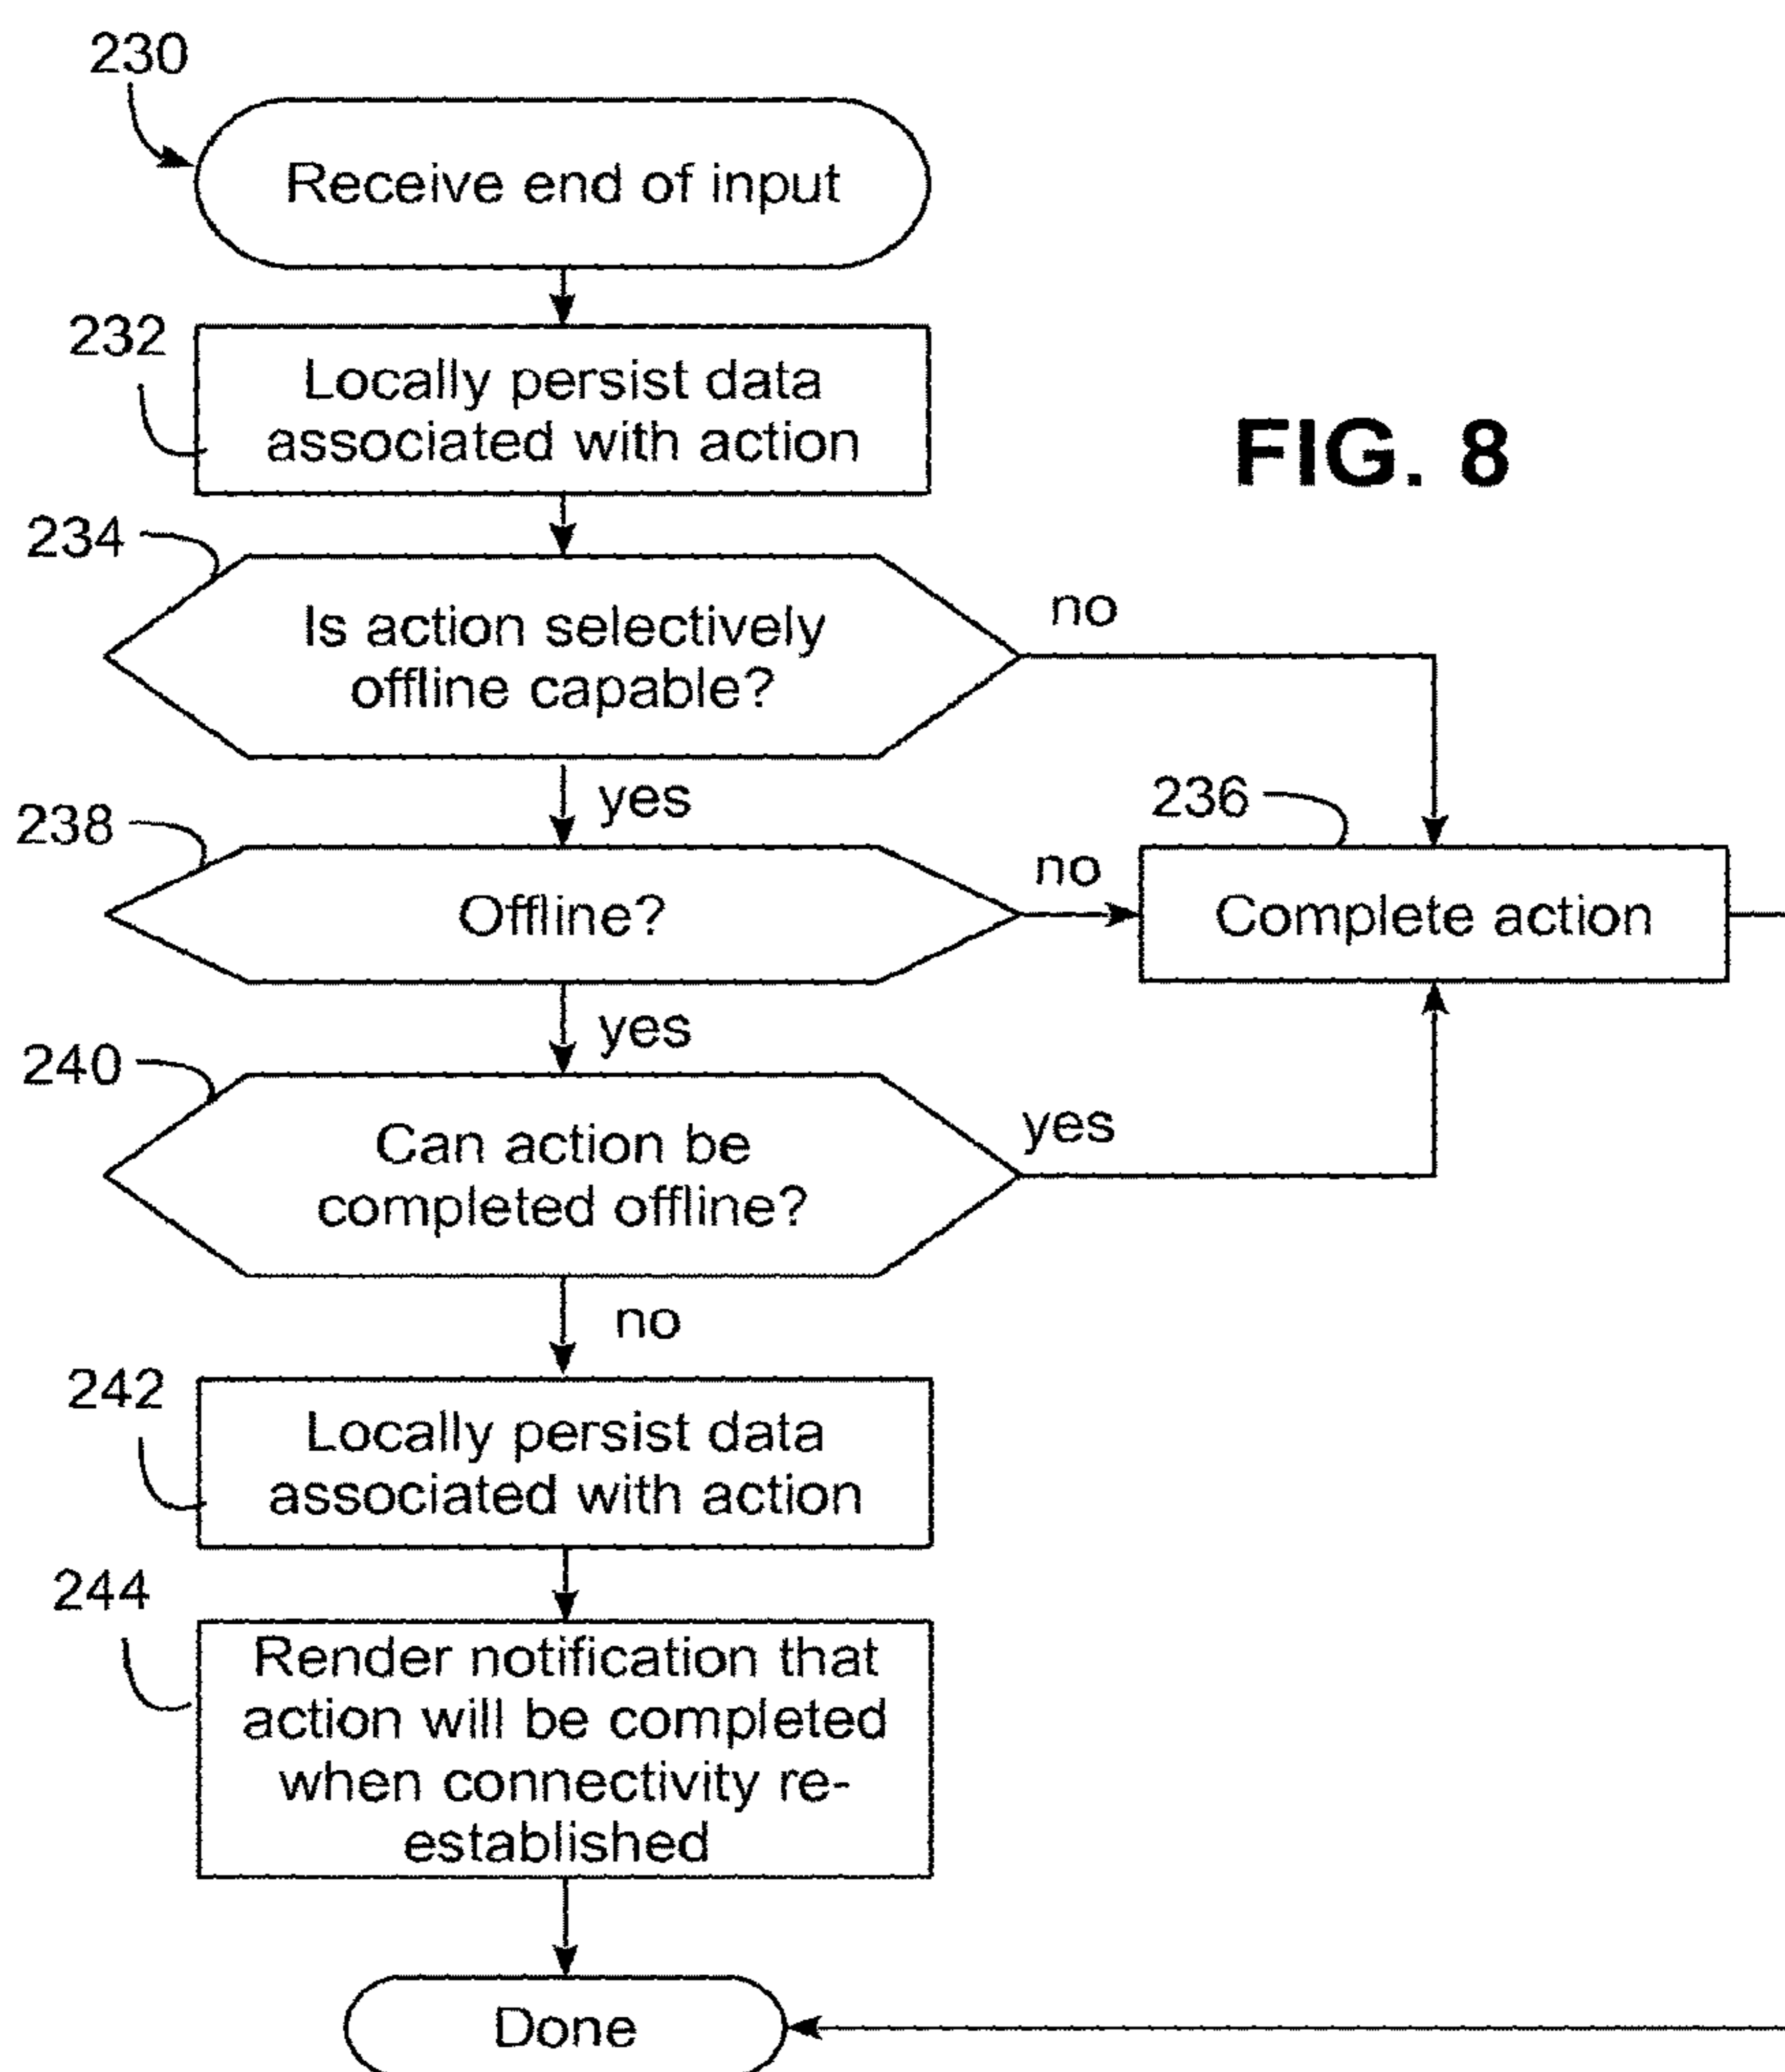 230
Receive end of input
232
Locally persist data
associated with action
FIG. 8
234
Is action selectively
offline capable?
no
yes
238
Offline?
no
236
Complete action
yes
240
Can action be
completed offline?
yes
no
242
Locally persist data
associated with action
244
Render notification that
action will be completed
when connectivity re-
established
Done